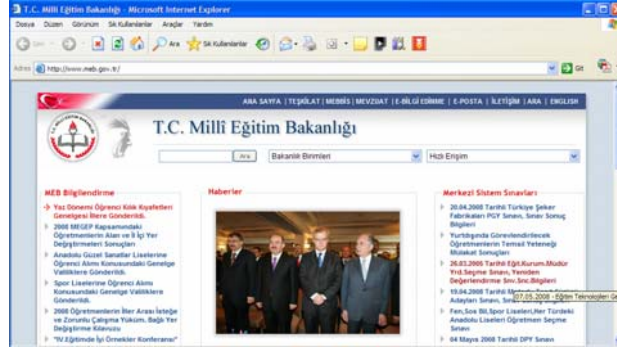 T.C. Millî Eğitim Bakanlığı - Microsoft Internet Explorer
Dosya Düzen Görünüm Sık Kullanılanlar Araçlar Yardım
Ara Sık Kullanılanlar
Adres http://www.meb.gov.tr/ Git
ANA SAYFA | TEŞKİLAT | MEBBİS | MEVZUAT | E-BİLGİ EDİNME | E-POSTA | İLETİŞİM | ARA | ENGLISH
T.C. Millî Eğitim Bakanlığı
Ara Bakanlık Birimleri Hızlı Erişim
MEB Bilgilendirme
Yaz Dönemi Öğrenci Kılık Kıyafetleri
Genelgesi İllere Gönderildi.
2008 MEGEP Kapsamındaki
Öğretmenlerin Alan ve İl İçi Yer
Değiştirmeleri Sonuçları
Anadolu Güzel Sanatlar Liselerine
Öğrenci Alımı Konusundaki Genelge
Valiliklere Gönderildi.
Spor Liselerine Öğrenci Alımı
Konusundaki Genelge Valiliklere
Gönderildi.
2008 Öğretmenlerin İller Arası İsteğe
ve Zorunlu Çalışma Yüküm. Bağlı Yer
Değiştirme Kılavuzu
"IV.Eğitimde İyi Örnekler Konferansı"
Haberler
Merkezi Sistem Sınavları
20.04.2008 Tarihli Türkiye Şeker
Fabrikaları PGY Sınavı, Sınav Sonuç
Bilgileri
Yurtdışında Görevlendirilecek
Öğretmenlerin Temsil Yeteneği
Mülakat Sonuçları
26.03.2008 Tarihli Eğt.Kurum.Müdür
Yrd.Seçme Sınavı, Yeniden
Değerlendirme Snv.Snc.Bilgileri
19.04.2008 Tarihli
Adayları Sınavı,
07.05.2008 - Eğitim Teknolojileri Ge
Fen,Sos Bil,Spor Liseleri,Her Türdeki
Anadolu Liseleri Öğretmen Seçme
Sınavı
04 Mayıs 2008 Tarihli DPY Sınavı